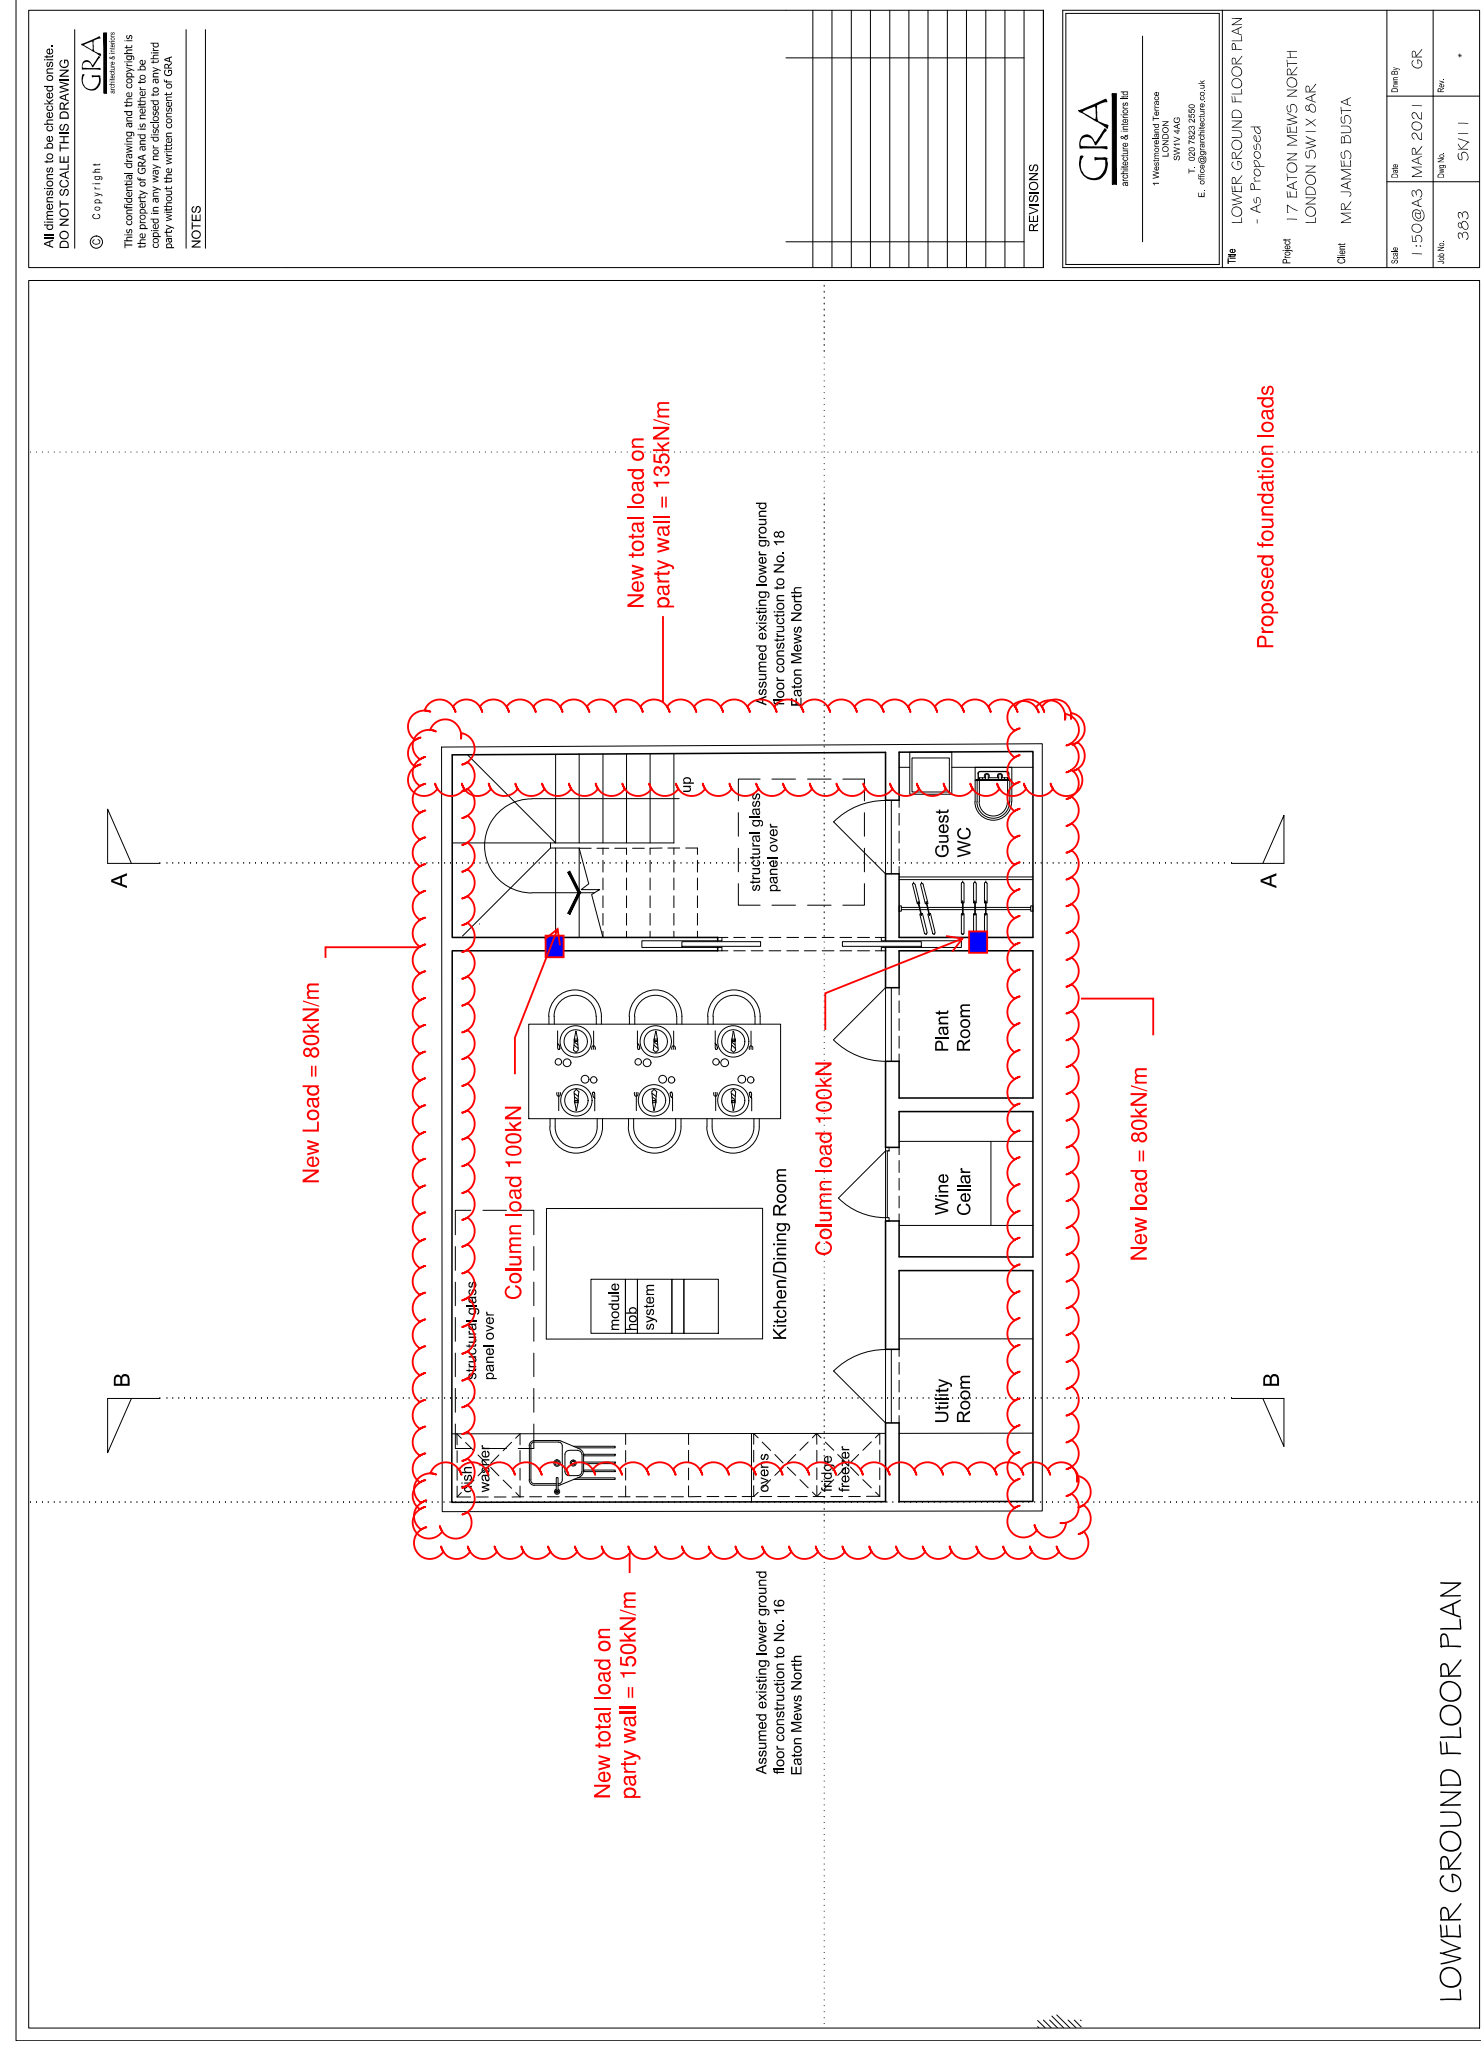 All dimensions to be checked onsite.
DO NOT SCALE THIS DRAWING
© Copyright
GRA
architecture & interiors
This confidential drawing and the copyright is
the property of GRA and is neither to be
copied in any way nor disclosed to any third
party without the written consent of GRA
NOTES
REVISIONS
GRA
architecture & interiors ltd
1 Westmoreland Terrace
LONDON
SW1V 4AG
T. 020 7823 2550
E. office@grarchitecture.co.uk
Title
LOWER GROUND FLOOR PLAN
- As Proposed
Project
17 EATON MEWS NORTH
LONDON SW1X 8AR
Client
MR JAMES BUSTA
Scale
1:50@A3
Date
MAR 2021
Drwn By
GR
Job No.
383
Dwg No.
SK/11
Rev.
*
A
A
B
B
New Load = 80kN/m
New total load on
party wall = 135kN/m
Assumed existing lower ground
floor construction to No. 18
Eaton Mews North
Proposed foundation loads
up
structural glass
panel over
Guest
WC
Column load 100kN
Column load 100kN
Plant
Room
Wine
Cellar
Utility
Room
New load = 80kN/m
structural glass
panel over
module
hob
system
Kitchen/Dining Room
dish
washer
ovens
fridge
freezer
New total load on
party wall = 150kN/m
Assumed existing lower ground
floor construction to No. 16
Eaton Mews North
LOWER GROUND FLOOR PLAN